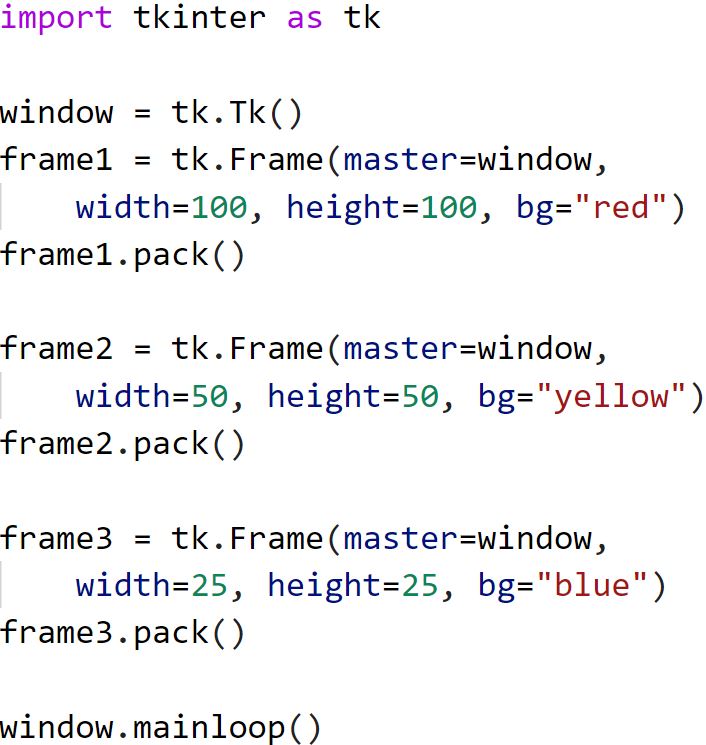 import tkinter as tk
window = tk.Tk()
frame1 = tk.Frame(master=window,
    width=100, height=100, bg="red")
frame1.pack()
frame2 = tk.Frame(master=window,
    width=50, height=50, bg="yellow")
frame2.pack()
frame3 = tk.Frame(master=window,
    width=25, height=25, bg="blue")
frame3.pack()
window.mainloop()